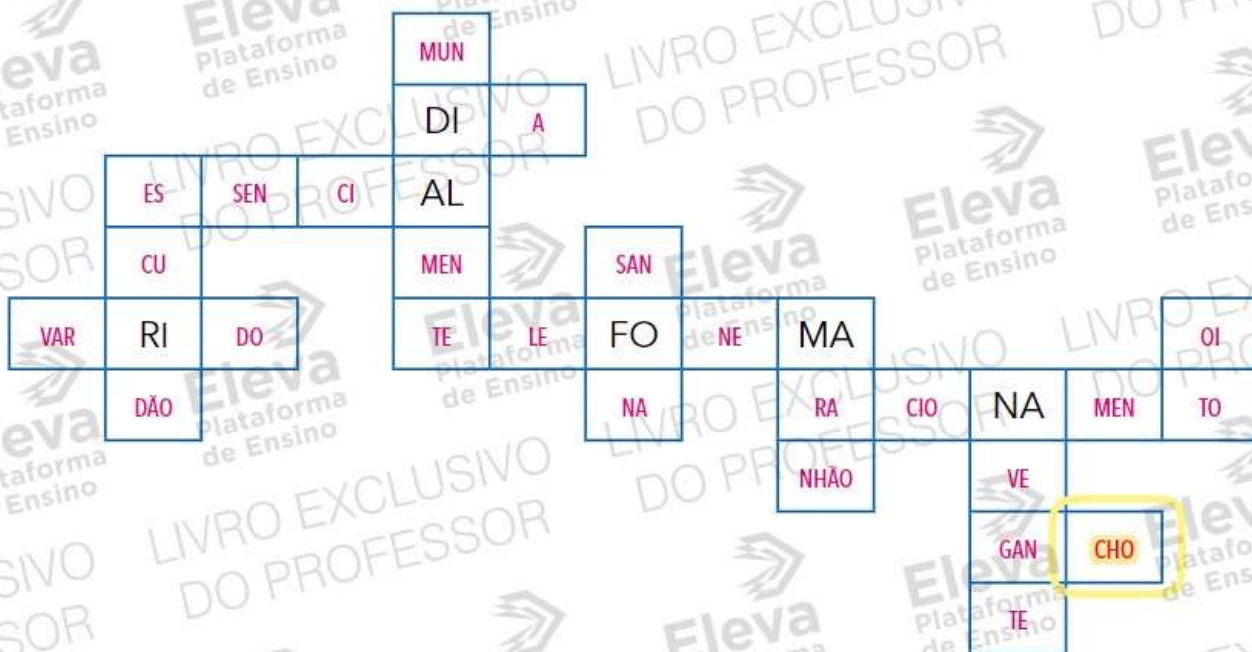 MUN
DI A
ES SEN CI AL
CU MEN SAN
VAR RI DO TE LE FO NE MA OI
DÃO NA RA CIO NA MEN TO
NHÃO VE
GAN CHO
TE
Eleva
Plataforma
de Ensino
LIVRO EXCLUSIVO
DO PROFESSOR